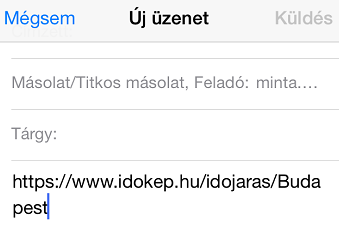 Mégsem Új üzenet Küldés
Másolat/Titkos másolat, Feladó: minta....
Tárgy:
https://www.idokep.hu/idojaras/Buda
pest